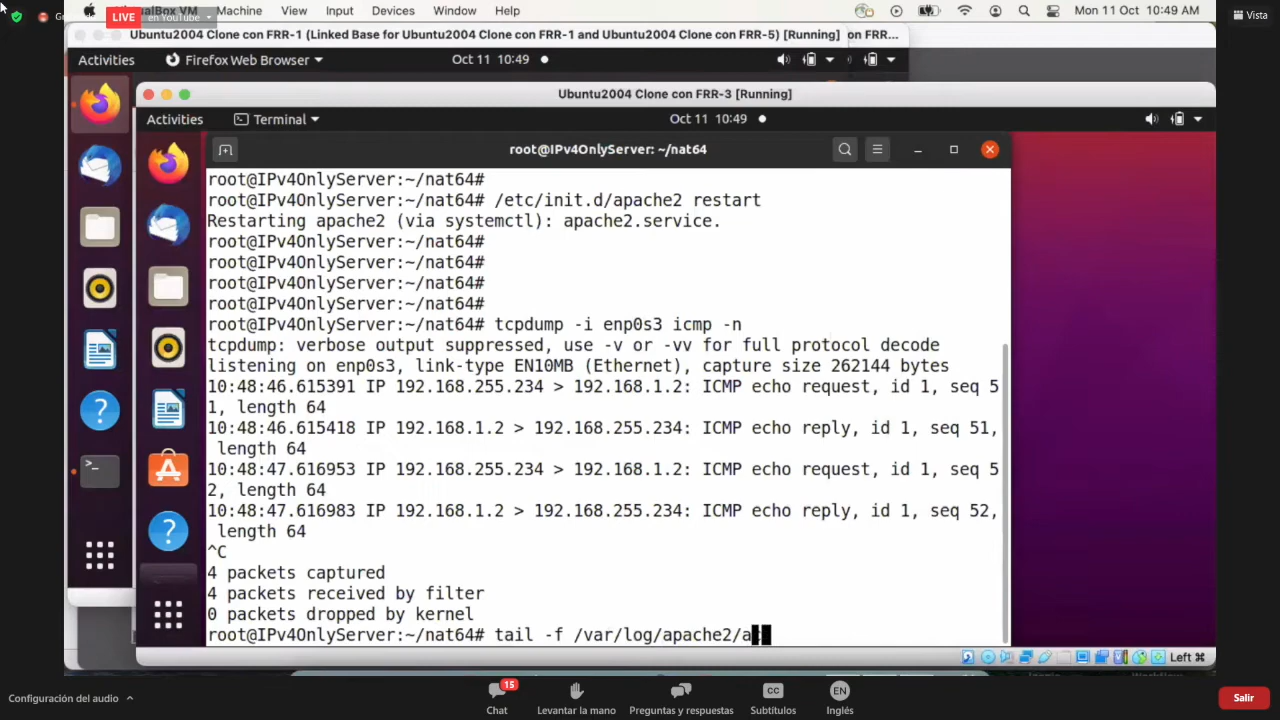 VirtualBox VM Machine View Input Devices Window Help Mon 11 Oct 10:49 AM
LIVE en YouTube
Vista
Ubuntu2004 Clone con FRR-1 (Linked Base for Ubuntu2004 Clone con FRR-1 and Ubuntu2004 Clone con FRR-5) [Running] on FRR...
Activities Firefox Web Browser Oct 11 10:49
Ubuntu2004 Clone con FRR-3 [Running]
Activities Terminal Oct 11 10:49
root@IPv4OnlyServer: ~/nat64
root@IPv4OnlyServer:~/nat64#
root@IPv4OnlyServer:~/nat64# /etc/init.d/apache2 restart
Restarting apache2 (via systemctl): apache2.service.
root@IPv4OnlyServer:~/nat64#
root@IPv4OnlyServer:~/nat64#
root@IPv4OnlyServer:~/nat64#
root@IPv4OnlyServer:~/nat64#
root@IPv4OnlyServer:~/nat64# tcpdump -i enp0s3 icmp -n
tcpdump: verbose output suppressed, use -v or -vv for full protocol decode
listening on enp0s3, link-type EN10MB (Ethernet), capture size 262144 bytes
10:48:46.615391 IP 192.168.255.234 > 192.168.1.2: ICMP echo request, id 1, seq 5
1, length 64
10:48:46.615418 IP 192.168.1.2 > 192.168.255.234: ICMP echo reply, id 1, seq 51,
length 64
10:48:47.616953 IP 192.168.255.234 > 192.168.1.2: ICMP echo request, id 1, seq 5
2, length 64
10:48:47.616983 IP 192.168.1.2 > 192.168.255.234: ICMP echo reply, id 1, seq 52,
length 64
^C
4 packets captured
4 packets received by filter
0 packets dropped by kernel
root@IPv4OnlyServer:~/nat64# tail -f /var/log/apache2/a
Left ⌘
Configuración del audio
15
Chat
Levantar la mano
Preguntas y respuestas
CC
Subtítulos
EN
Inglés
Salir